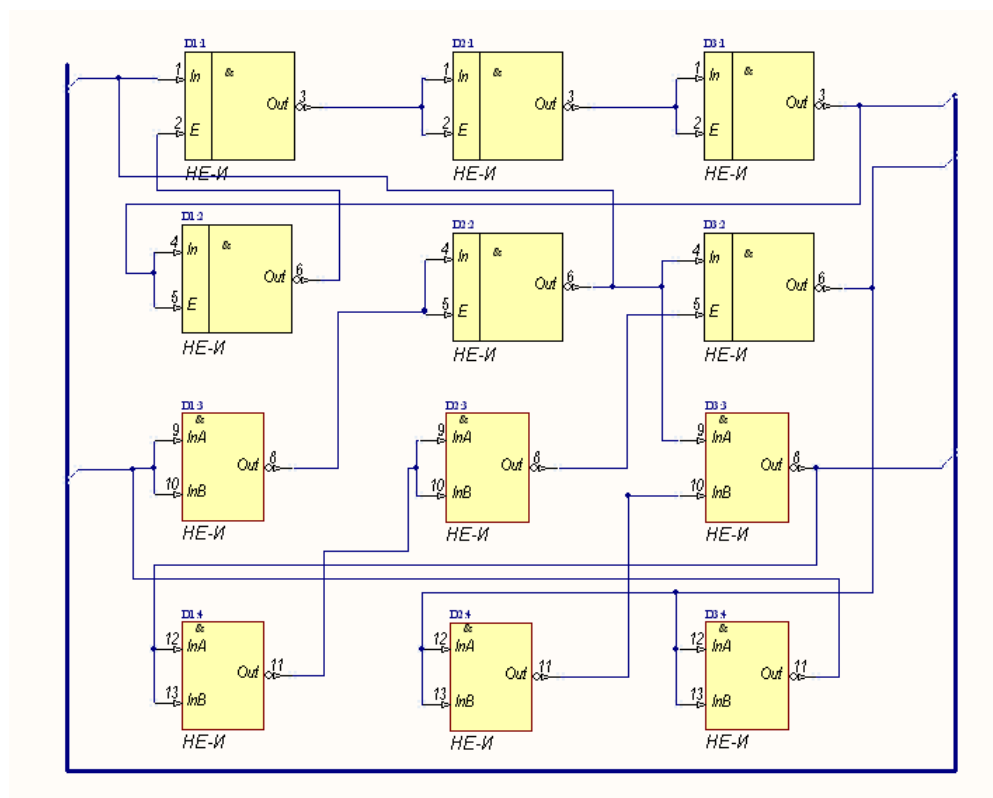 D1:1 D2:1 D3:1
1 In & Out 3 1 In & Out 3 1 In & Out 3
2 E 2 E 2 E
НЕ-И НЕ-И НЕ-И
D1:2 D2:2 D3:2
4 In & Out 6 4 In & Out 6 4 In & Out 6
5 E 5 E 5 E
НЕ-И НЕ-И НЕ-И
D1:3 D2:3 D3:3
& & &
9 InA Out 8 9 InA Out 8 9 InA Out 8
10 InB 10 InB 10 InB
НЕ-И НЕ-И НЕ-И
D1:4 D2:4 D3:4
& & &
12 InA Out 11 12 InA Out 11 12 InA Out 11
13 InB 13 InB 13 InB
НЕ-И НЕ-И НЕ-И